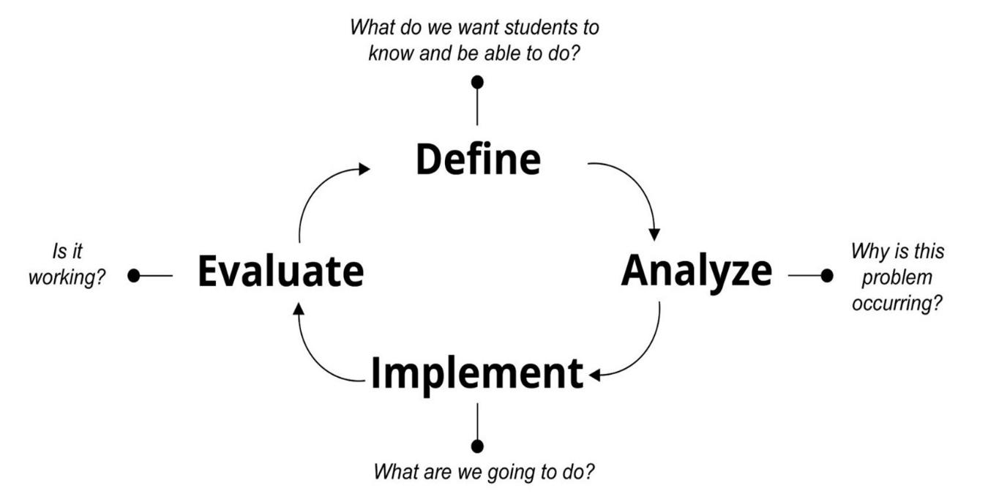 What do we want students to
know and be able to do?
Define
Is it
working?
Evaluate
Analyze
Why is this
problem
occurring?
Implement
What are we going to do?